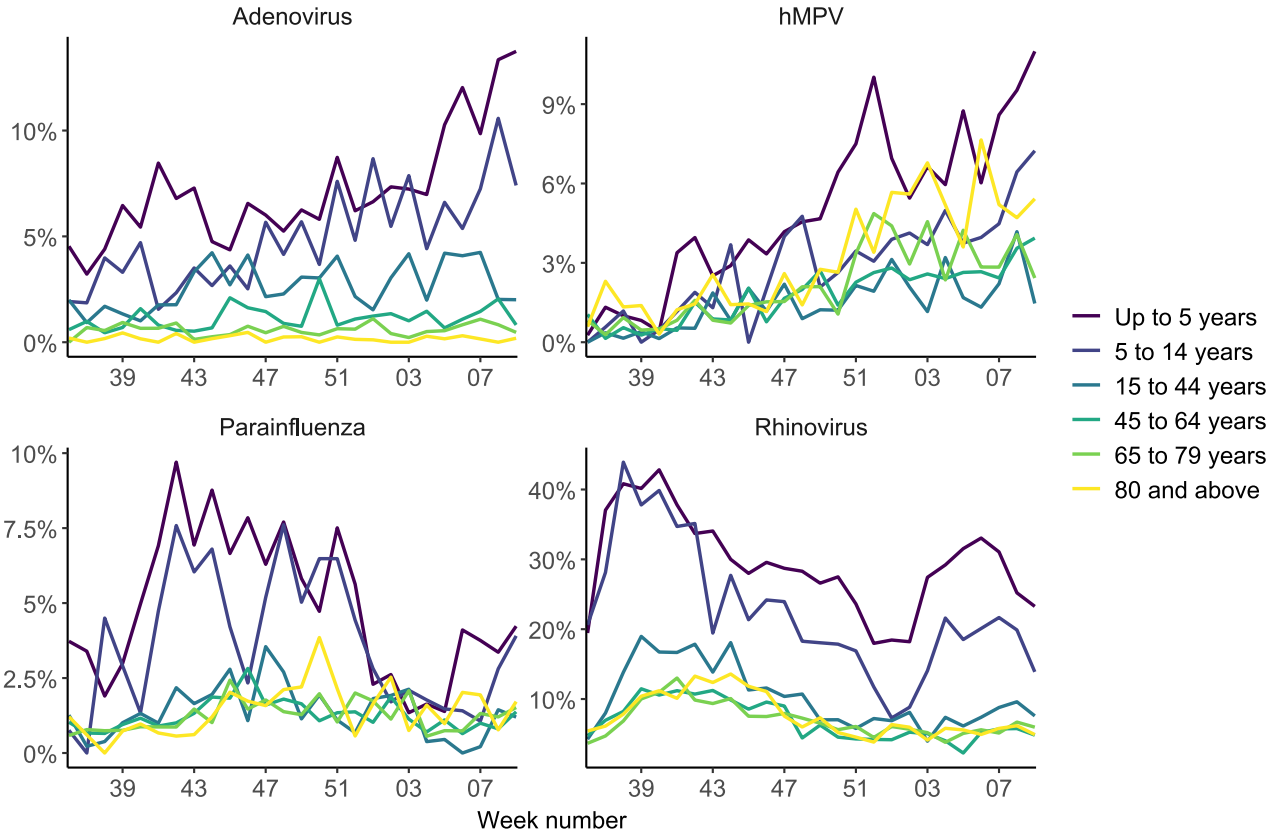 Adenovirus
hMPV
10%
5%
0%
39 43 47 51 03 07
9%
6%
3%
0%
39 43 47 51 03 07
Parainfluenza
Rhinovirus
10%
7.5%
5%
2.5%
0%
39 43 47 51 03 07
40%
30%
20%
10%
39 43 47 51 03 07
Week number
Up to 5 years
5 to 14 years
15 to 44 years
45 to 64 years
65 to 79 years
80 and above